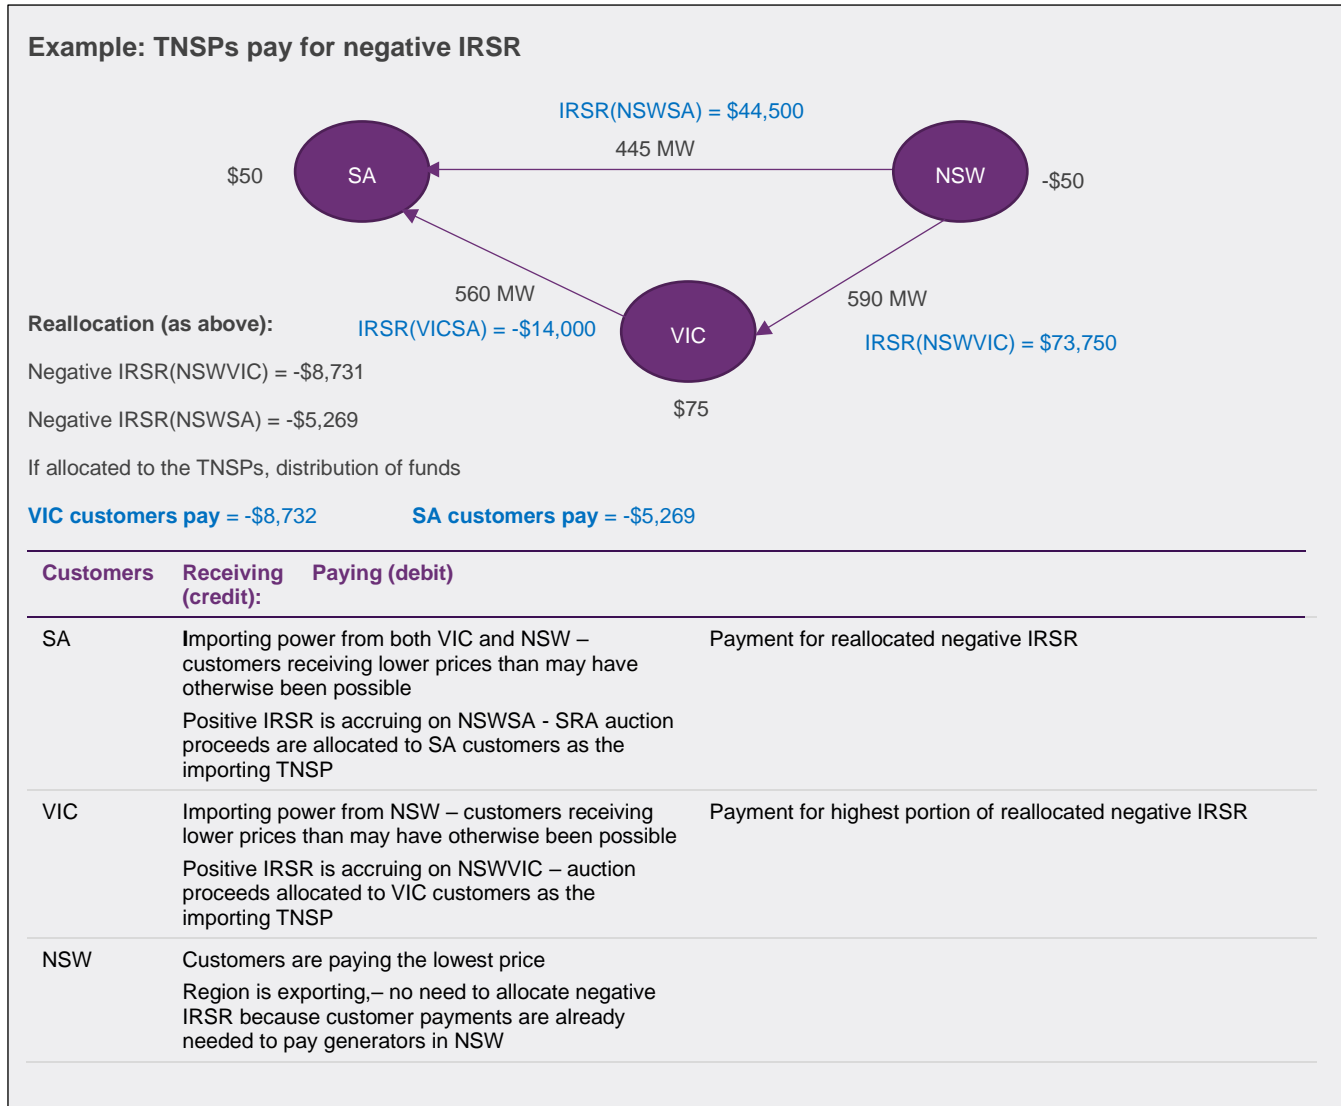 Example: TNSPs pay for negative IRSR
IRSR(NSWSA) = $44,500
445 MW
$50
SA
NSW
-$50
560 MW
590 MW
Reallocation (as above):
IRSR(VICSA) = -$14,000
VIC
IRSR(NSWVIC) = $73,750
Negative IRSR(NSWVIC) = -$8,731
$75
Negative IRSR(NSWSA) = -$5,269
If allocated to the TNSPs, distribution of funds
VIC customers pay = -$8,732
SA customers pay = -$5,269
Customers
Receiving
(credit):
Paying (debit)
SA
Importing power from both VIC and NSW –
customers receiving lower prices than may have
otherwise been possible
Positive IRSR is accruing on NSWSA - SRA auction
proceeds are allocated to SA customers as the
importing TNSP
Payment for reallocated negative IRSR
VIC
Importing power from NSW – customers receiving
lower prices than may have otherwise been possible
Positive IRSR is accruing on NSWVIC – auction
proceeds allocated to VIC customers as the
importing TNSP
Payment for highest portion of reallocated negative IRSR
NSW
Customers are paying the lowest price
Region is exporting,– no need to allocate negative
IRSR because customer payments are already
needed to pay generators in NSW